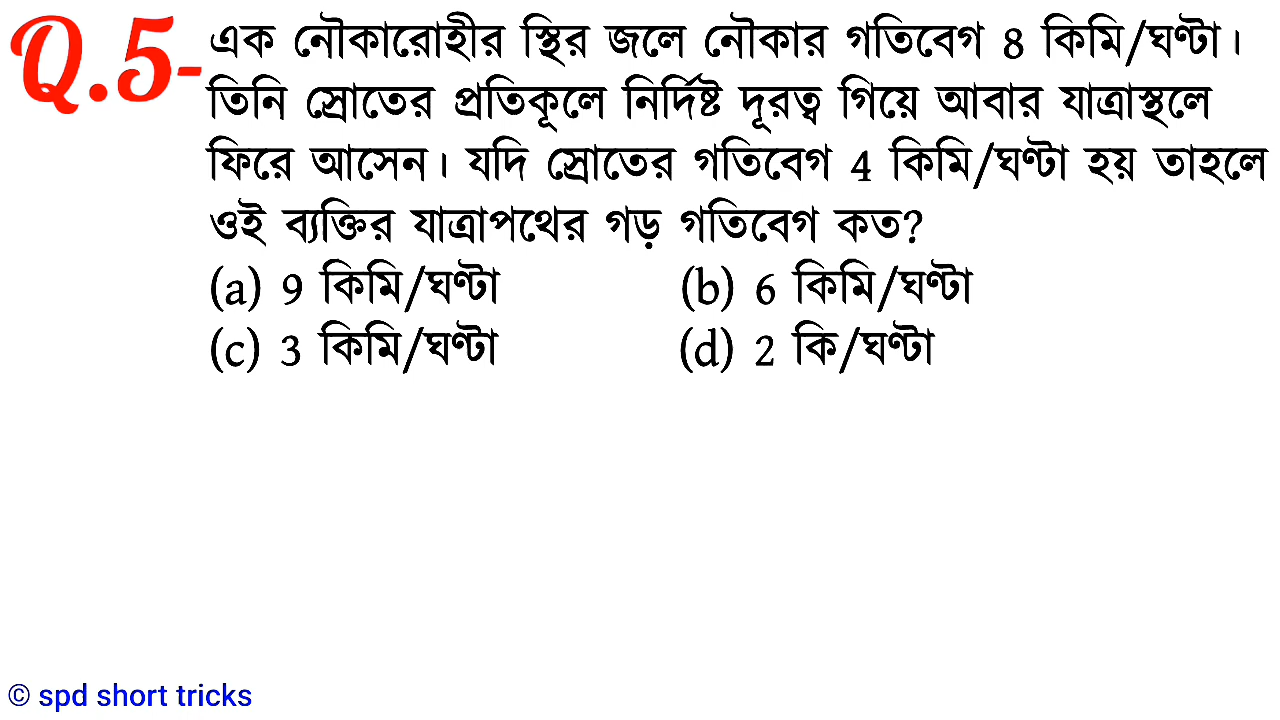 Q.5- এক নৌকারোহীর স্থির জলে নৌকার গতিবেগ 8 কিমি/ঘণ্টা।
তিনি স্রোতের প্রতিকূলে নির্দিষ্ট দূরত্ব গিয়ে আবার যাত্রাস্থলে
ফিরে আসেন। যদি স্রোতের গতিবেগ 4 কিমি/ঘণ্টা হয় তাহলে
ওই ব্যক্তির যাত্রাপথের গড় গতিবেগ কত?
(a) 9 কিমি/ঘণ্টা (b) 6 কিমি/ঘণ্টা
(c) 3 কিমি/ঘণ্টা (d) 2 কি/ঘণ্টা
© spd short tricks